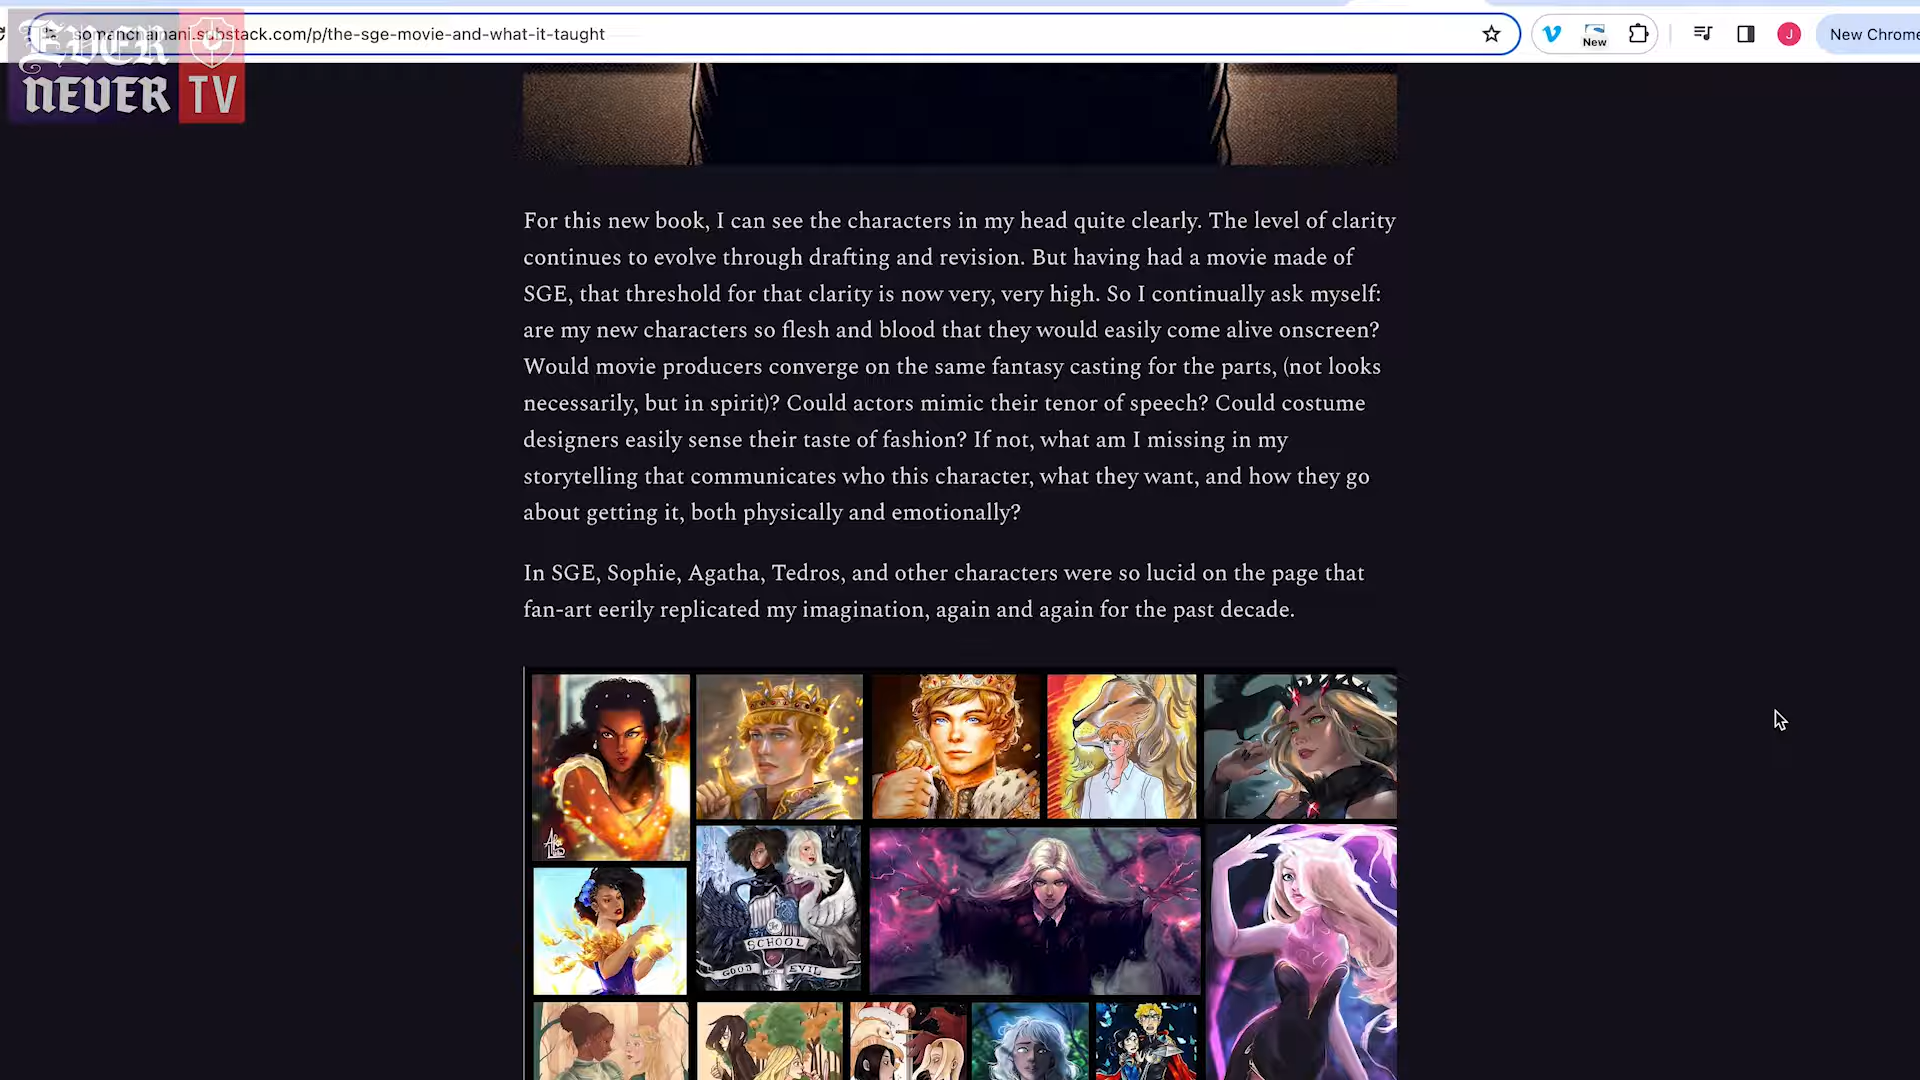 EVER
NEVER TV
somanchainani.substack.com/p/the-sge-movie-and-what-it-taught
New
J
New Chrome
For this new book, I can see the characters in my head quite clearly. The level of clarity
continues to evolve through drafting and revision. But having had a movie made of
SGE, that threshold for that clarity is now very, very high. So I continually ask myself:
are my new characters so flesh and blood that they would easily come alive onscreen?
Would movie producers converge on the same fantasy casting for the parts, (not looks
necessarily, but in spirit)? Could actors mimic their tenor of speech? Could costume
designers easily sense their taste of fashion? If not, what am I missing in my
storytelling that communicates who this character, what they want, and how they go
about getting it, both physically and emotionally?
In SGE, Sophie, Agatha, Tedros, and other characters were so lucid on the page that
fan-art eerily replicated my imagination, again and again for the past decade.
SCHOOL
GOOD AND EVIL